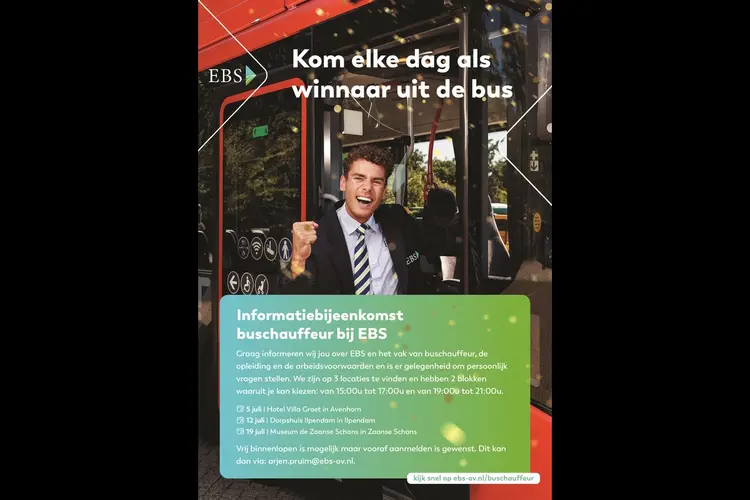 EBS
Kom elke dag als
winnaar uit de bus
EBS
Informatiebijeenkomst
buschauffeur bij EBS
Graag informeren wij jou over EBS en het vak van buschauffeur, de
opleiding en de arbeidsvoorwaarden en is er gelegenheid om persoonlijk
vragen stellen. We zijn op 3 locaties te vinden en hebben 2 blokken
waaruit je kan kiezen: van 15:00u tot 17:00u en van 19:00u tot 21:00u.
5 juli | Hotel Villa Groet in Avenhorn
12 juli | Dorpshuis Ilpendam in Ilpendam
19 juli | Museum de Zaanse Schans in Zaanse Schans
Vrij binnenlopen is mogelijk maar vooraf aanmelden is gewenst. Dit kan
dan via: arjen.pruim@ebs-ov.nl.
kijk snel op ebs-ov.nl/buschauffeur